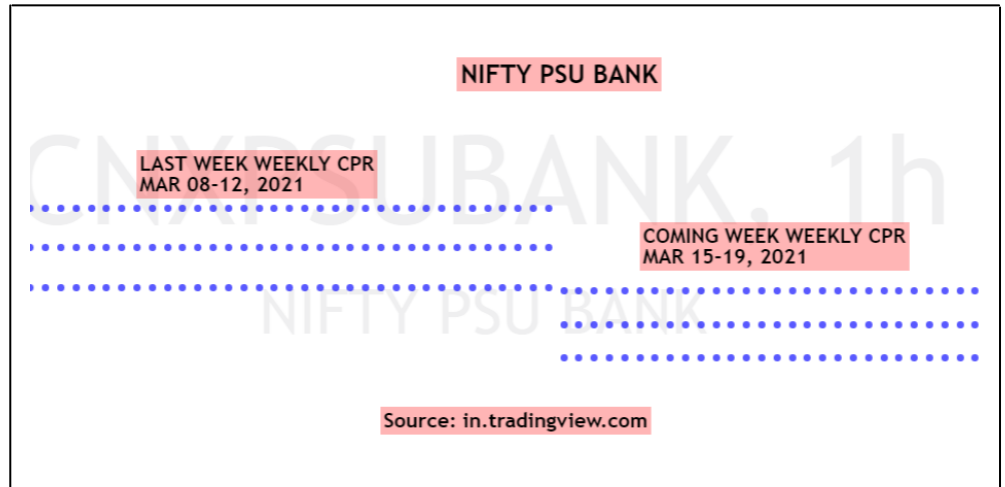 NIFTY PSU BANK
CNXPSUBANK, 1h
LAST WEEK WEEKLY CPR
MAR 08-12, 2021
COMING WEEK WEEKLY CPR
MAR 15-19, 2021
NIFTY PSU BANK
Source: in.tradingview.com